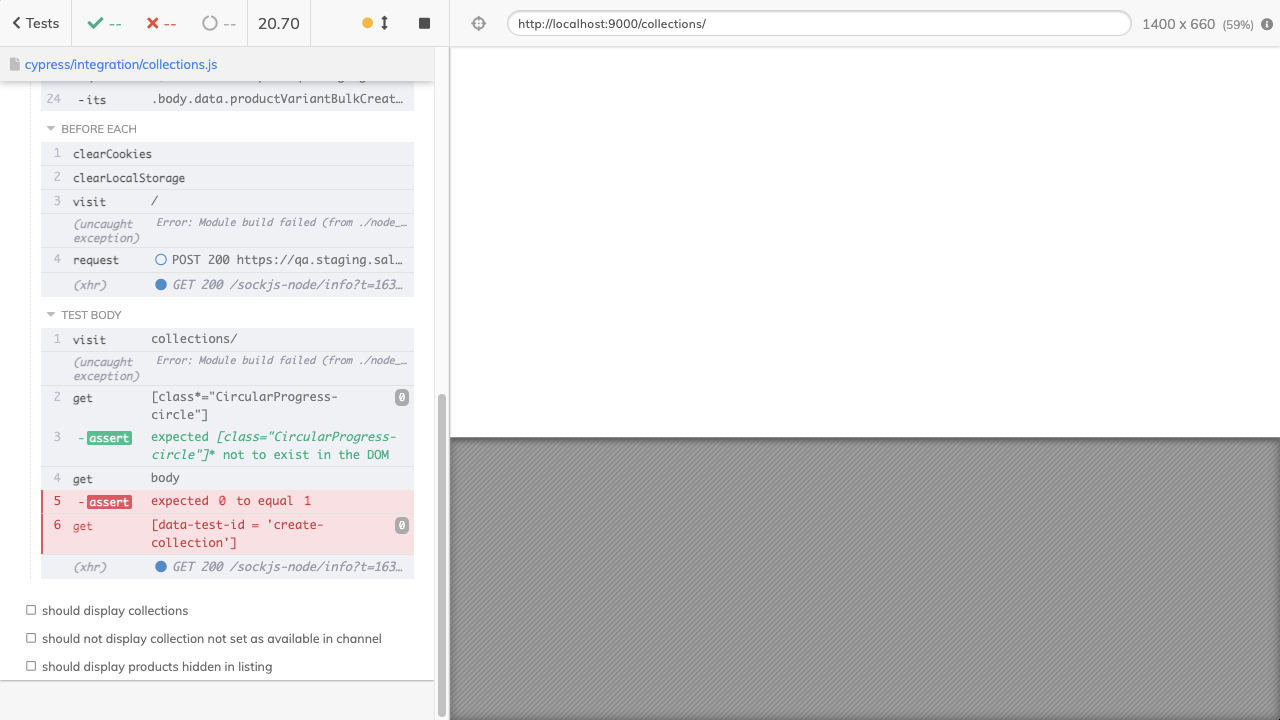 Tests
--
--
--
20.70
http://localhost:9000/collections/
1400 x 660 (59%)
cypress/integration/collections.js
24 -its .body.data.productVariantBulkCreat…
BEFORE EACH
1 clearCookies
2 clearLocalStorage
3 visit /
(uncaught exception) Error: Module build failed (from ./node_…
4 request POST 200 https://qa.staging.sal…
(xhr) GET 200 /sockjs-node/info?t=163…
TEST BODY
1 visit collections/
(uncaught exception) Error: Module build failed (from ./node_…
2 get [class*="CircularProgress-
circle"] 0
3 -assert expected [class="CircularProgress-
circle"]* not to exist in the DOM
4 get body
5 -assert expected 0 to equal 1
6 get [data-test-id = 'create-
collection'] 0
(xhr) GET 200 /sockjs-node/info?t=163…
should display collections
should not display collection not set as available in channel
should display products hidden in listing